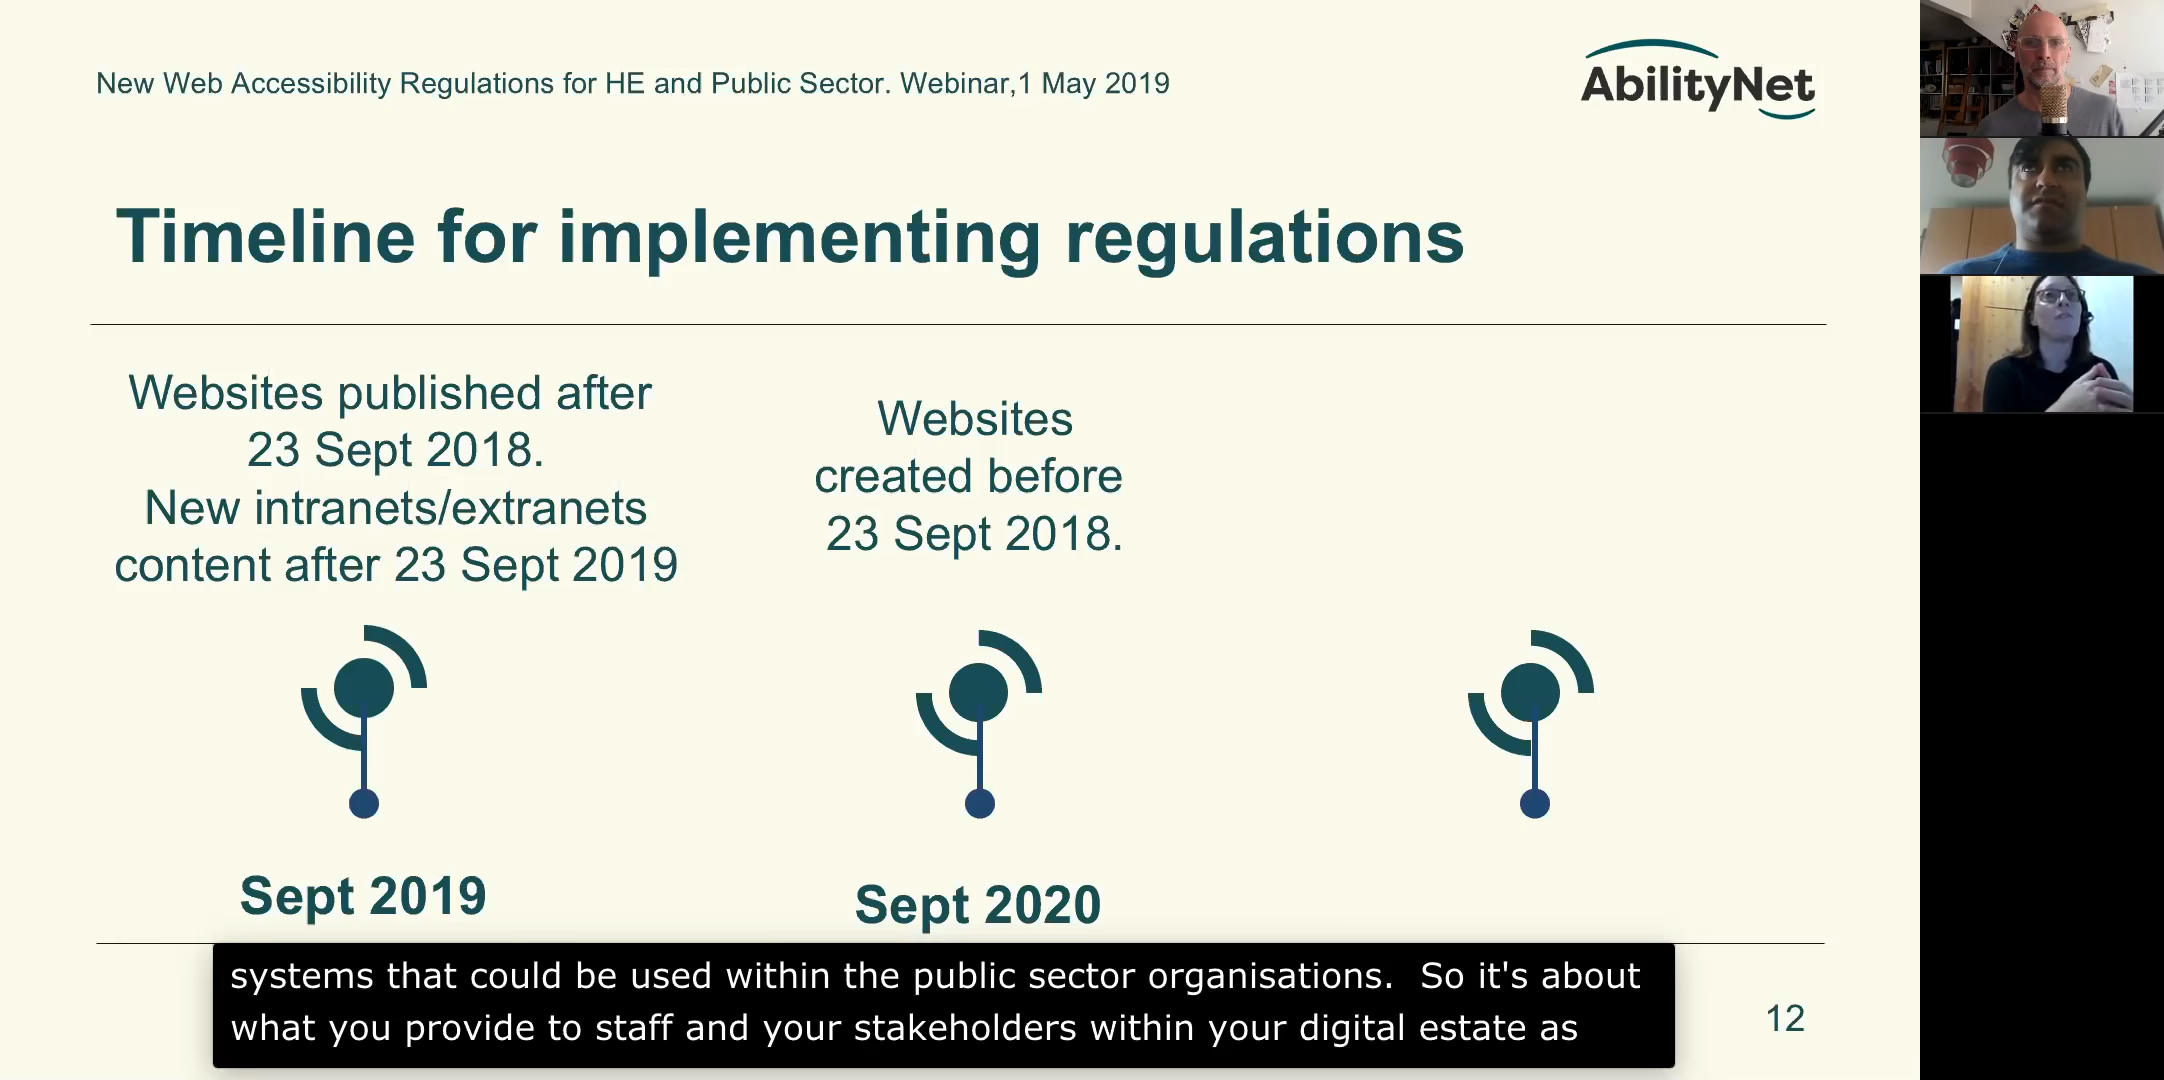 New Web Accessibility Regulations for HE and Public Sector. Webinar,1 May 2019
AbilityNet
Timeline for implementing regulations
Websites published after
23 Sept 2018.
New intranets/extranets
content after 23 Sept 2019
Websites
created before
23 Sept 2018.
Sept 2019
Sept 2020
systems that could be used within the public sector organisations.  So it's about
what you provide to staff and your stakeholders within your digital estate as
12